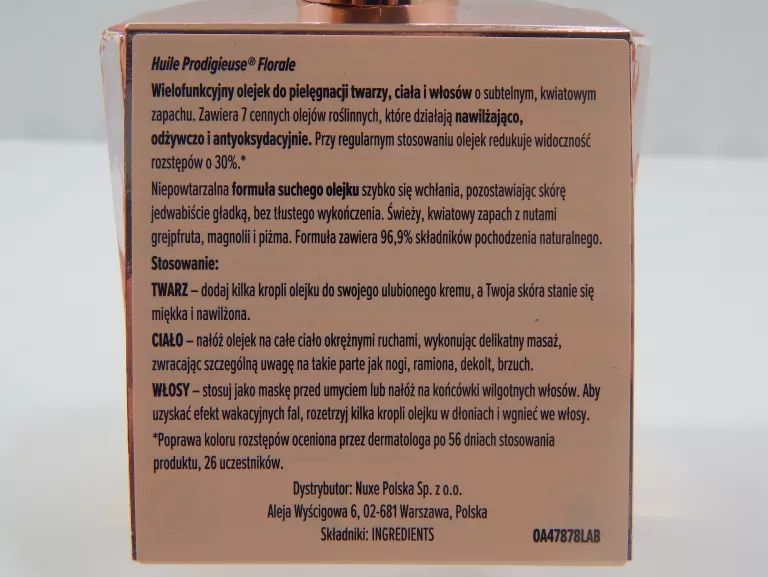 Huile Prodigieuse® Florale
Wielofunkcyjny olejek do pielęgnacji twarzy, ciała i włosów o subtelnym, kwiatowym
zapachu. Zawiera 7 cennych olejów roślinnych, które działają nawilżająco,
odżywczo i antyoksydacyjnie. Przy regularnym stosowaniu olejek redukuje widoczność
rozstępów o 30%.*
Niepowtarzalna formuła suchego olejku szybko się wchłania, pozostawiając skórę
jedwabiście gładką, bez tłustego wykończenia. Świeży, kwiatowy zapach z nutami
grejpfruta, magnolii i piżma. Formuła zawiera 96,9% składników pochodzenia naturalnego.
Stosowanie:
TWARZ – dodaj kilka kropli olejku do swojego ulubionego kremu, a Twoja skóra stanie się
miękka i nawilżona.
CIAŁO – nałóż olejek na całe ciało okrężnymi ruchami, wykonując delikatny masaż,
zwracając szczególną uwagę na takie parte jak nogi, ramiona, dekolt, brzuch.
WŁOSY – stosuj jako maskę przed umyciem lub nałóż na końcówki wilgotnych włosów. Aby
uzyskać efekt wakacyjnych fal, rozetrzyj kilka kropli olejku w dłoniach i wgnieć we włosy.
*Poprawa koloru rozstępów oceniona przez dermatologa po 56 dniach stosowania
produktu, 26 uczestników.
Dystrybutor: Nuxe Polska Sp. z o.o.
Aleja Wyścigowa 6, 02-681 Warszawa, Polska
Składniki: INGREDIENTS
OA47878LAB